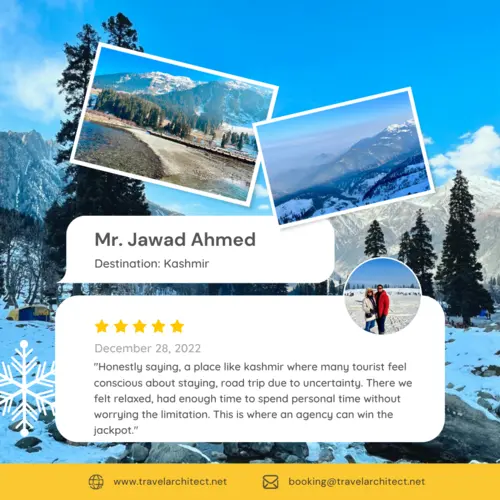 Mr. Jawad Ahmed
Destination: Kashmir
December 28, 2022
"Honestly saying, a place like kashmir where many tourist feel
conscious about staying, road trip due to uncertainty. There we
felt relaxed, had enough time to spend personal time without
worrying the limitation. This is where an agency can win the
jackpot."
www.travelarchitect.net
booking@travelarchitect.net